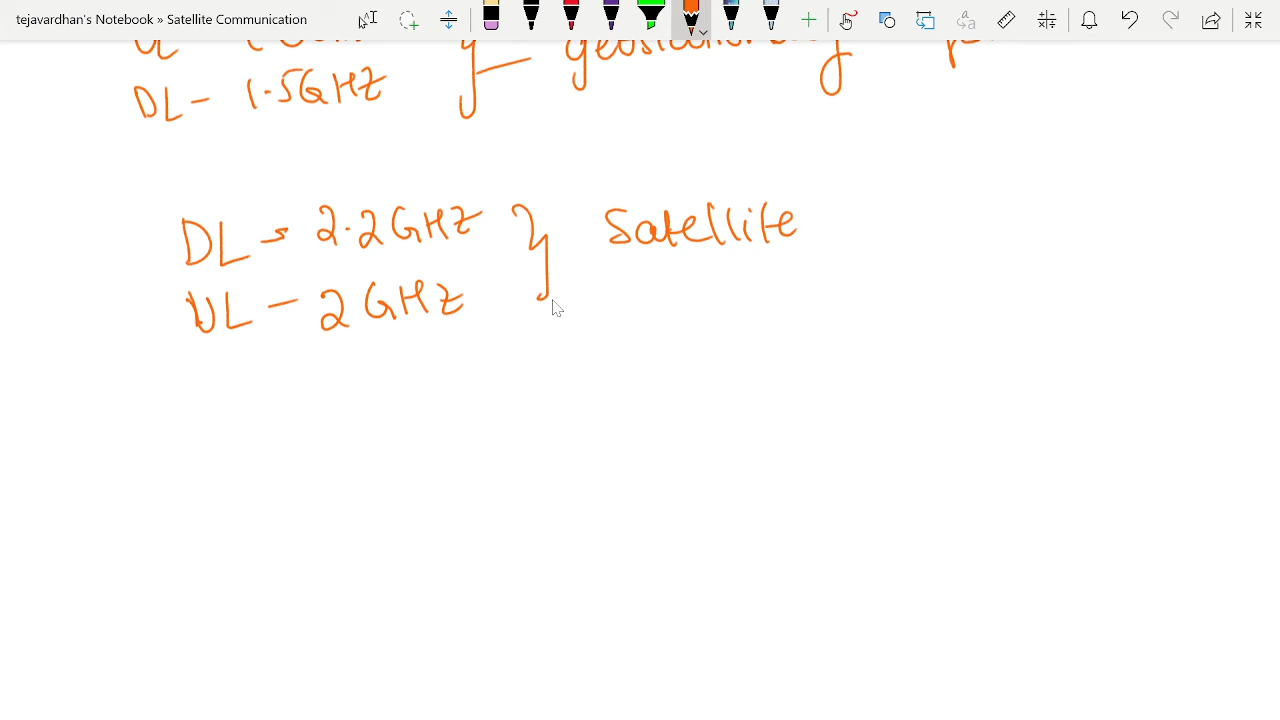 tejavardhan's Notebook » Satellite Communication
DL - 1.5GHZ
DL - 2.2GHZ } Satellite
UL - 2GHZ